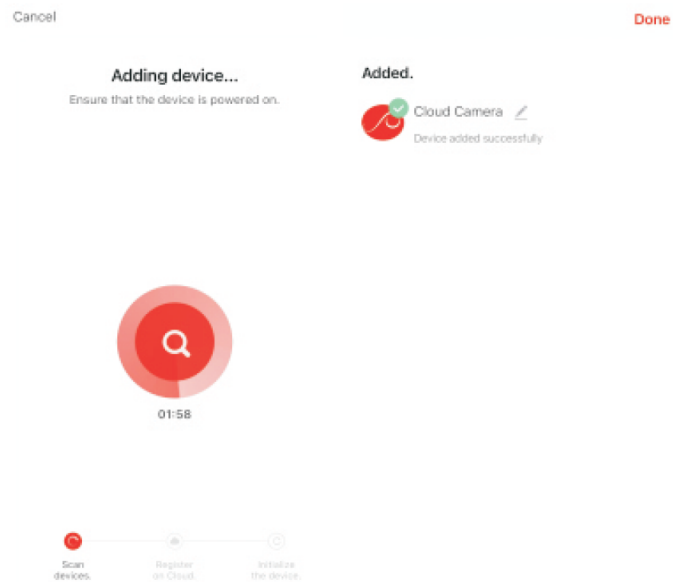 Cancel
Adding device...
Ensure that the device is powered on.
01:58
Scan
devices.
Register
on Cloud
Initialize
the device.
Done
Added.
Cloud Camera
Device added successfully